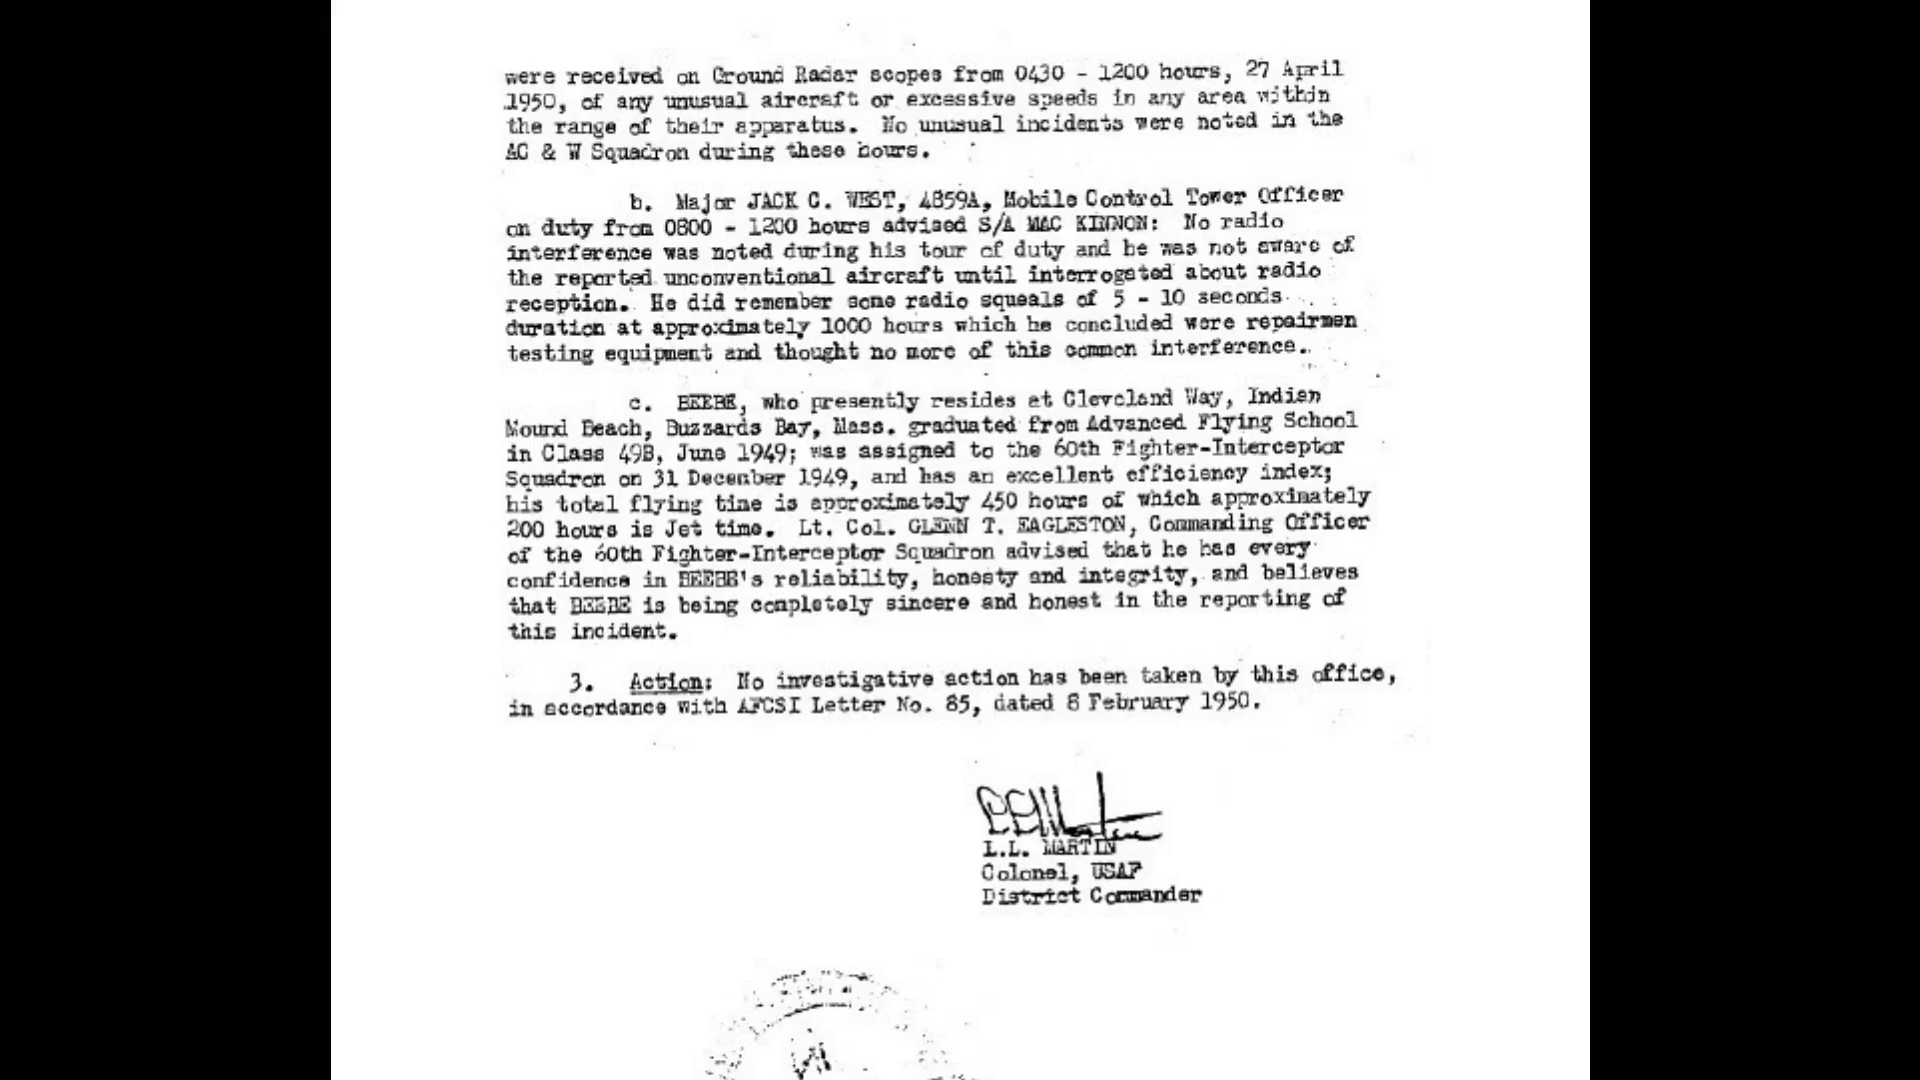 were received on Ground Radar scopes from 0430 - 1200 hours, 27 April
1950, of any unusual aircraft or excessive speeds in any area within
the range of their apparatus. No unusual incidents were noted in the
AC & W Squadron during these hours.
b. Major JACK C. WEST, 4859A, Mobile Control Tower Officer
on duty from 0800 - 1200 hours advised S/A MAC KINNON: No radio
interference was noted during his tour of duty and he was not aware of
the reported unconventional aircraft until interrogated about radio
reception. He did remember some radio squeals of 5 - 10 seconds
duration at approximately 1000 hours which he concluded were repairmen
testing equipment and thought no more of this common interference.
c. BEEBE, who presently resides at Cleveland Way, Indian
Mound Beach, Buzzards Bay, Mass. graduated from Advanced Flying School
in Class 49B, June 1949; was assigned to the 60th Fighter-Interceptor
Squadron on 31 December 1949, and has an excellent efficiency index;
his total flying time is approximately 450 hours of which approximately
200 hours is Jet time. Lt. Col. GLENN T. EAGLESTON, Commanding Officer
of the 60th Fighter-Interceptor Squadron advised that he has every
confidence in BEEBE's reliability, honesty and integrity, and believes
that BEEBE is being completely sincere and honest in the reporting of
this incident.
3. Action: No investigative action has been taken by this office,
in accordance with AFCSI Letter No. 85, dated 8 February 1950.
L.L. MARTIN
Colonel, USAF
District Commander